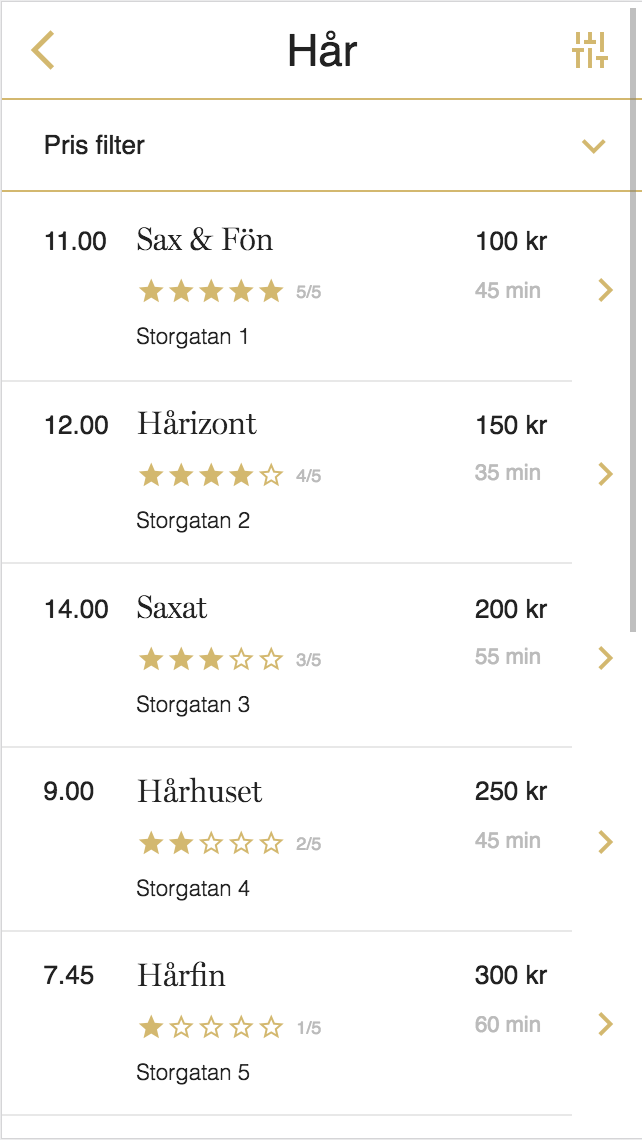 Hår
Pris filter
11.00 Sax & Fön 100 kr
5/5 45 min
Storgatan 1
12.00 Hårizont 150 kr
4/5 35 min
Storgatan 2
14.00 Saxat 200 kr
3/5 55 min
Storgatan 3
9.00 Hårhuset 250 kr
2/5 45 min
Storgatan 4
7.45 Hårfin 300 kr
1/5 60 min
Storgatan 5